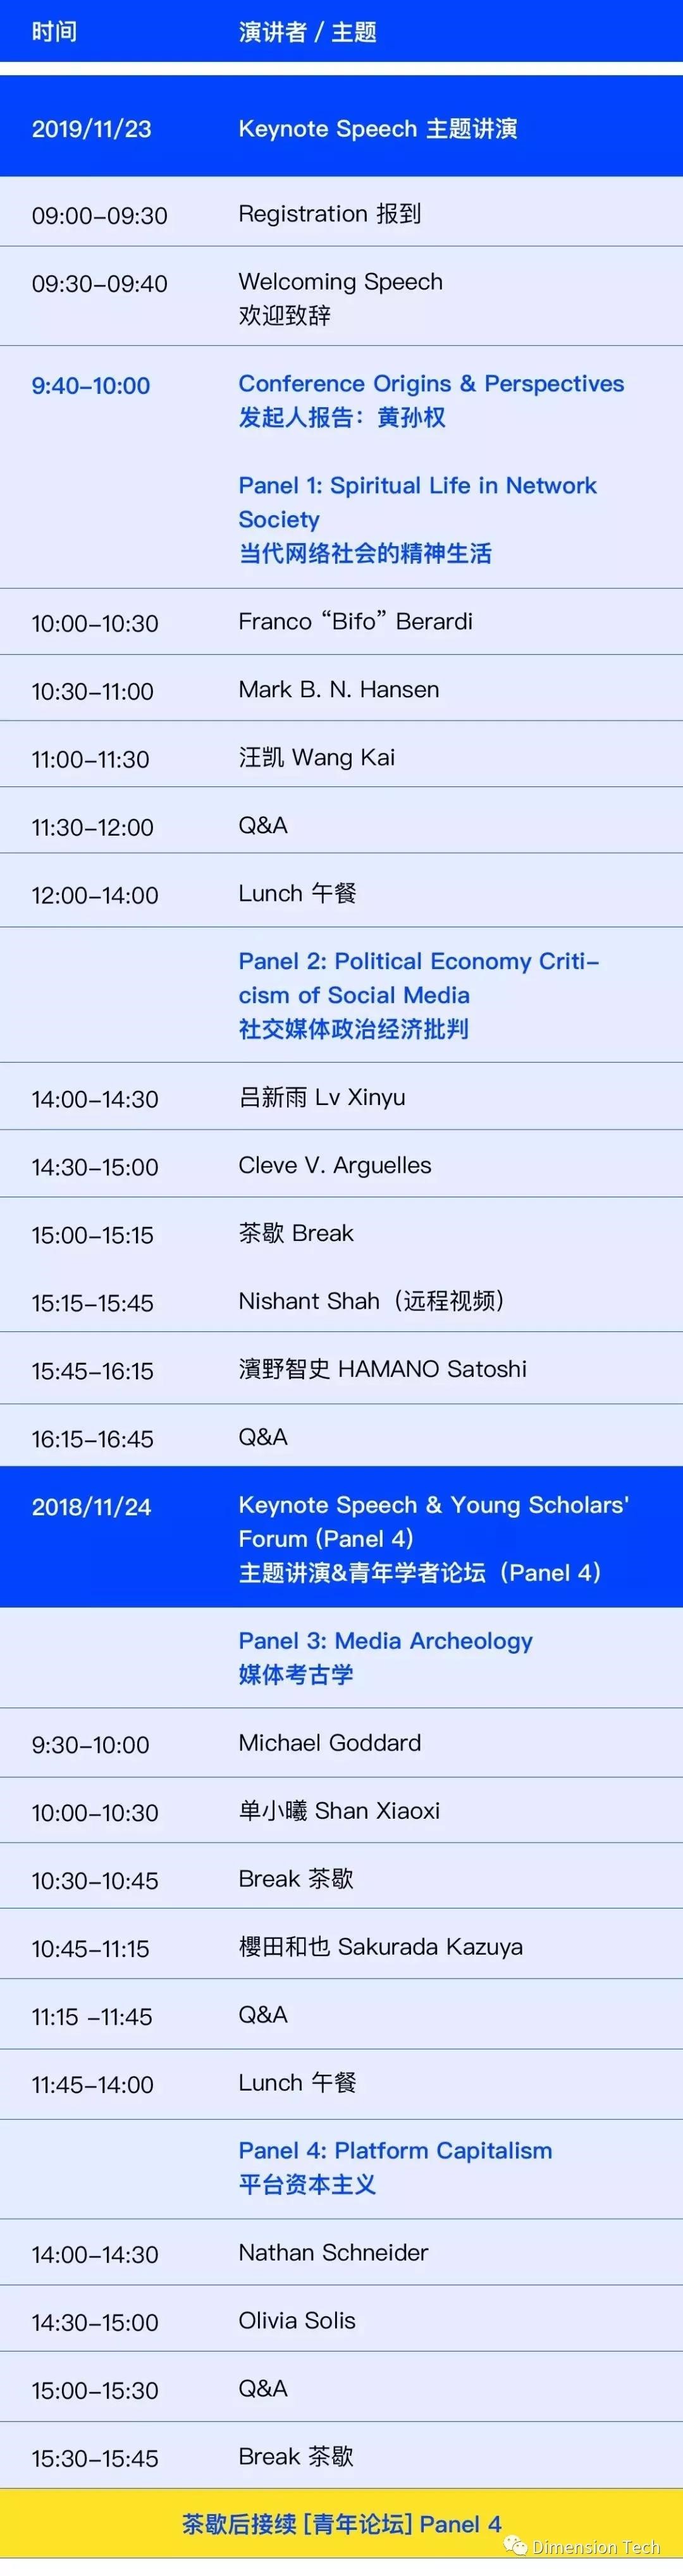 时间 演讲者 / 主题
2019/11/23 Keynote Speech 主题讲演
09:00–09:30 Registration 报到
09:30–09:40 Welcoming Speech
欢迎致辞
9:40–10:00 Conference Origins & Perspectives
发起人报告：黄孙权
Panel 1: Spiritual Life in Network
Society
当代网络社会的精神生活
10:00–10:30 Franco “Bifo” Berardi
10:30–11:00 Mark B. N. Hansen
11:00–11:30 汪凯 Wang Kai
11:30–12:00 Q&A
12:00–14:00 Lunch 午餐
Panel 2: Political Economy Criti–
cism of Social Media
社交媒体政治经济批判
14:00–14:30 吕新雨 Lv Xinyu
14:30–15:00 Cleve V. Arguelles
15:00–15:15 茶歇 Break
15:15–15:45 Nishant Shah（远程视频）
15:45–16:15 濱野智史 HAMANO Satoshi
16:15–16:45 Q&A
2018/11/24 Keynote Speech & Young Scholars'
Forum (Panel 4)
主题讲演&青年学者论坛（Panel 4）
Panel 3: Media Archeology
媒体考古学
9:30–10:00 Michael Goddard
10:00–10:30 单小曦 Shan Xiaoxi
10:30–10:45 Break 茶歇
10:45–11:15 櫻田和也 Sakurada Kazuya
11:15 –11:45 Q&A
11:45–14:00 Lunch 午餐
Panel 4: Platform Capitalism
平台资本主义
14:00–14:30 Nathan Schneider
14:30–15:00 Olivia Solis
15:00–15:30 Q&A
15:30–15:45 Break 茶歇
茶歇后接续 [青年论坛] Panel 4
Dimension Tech